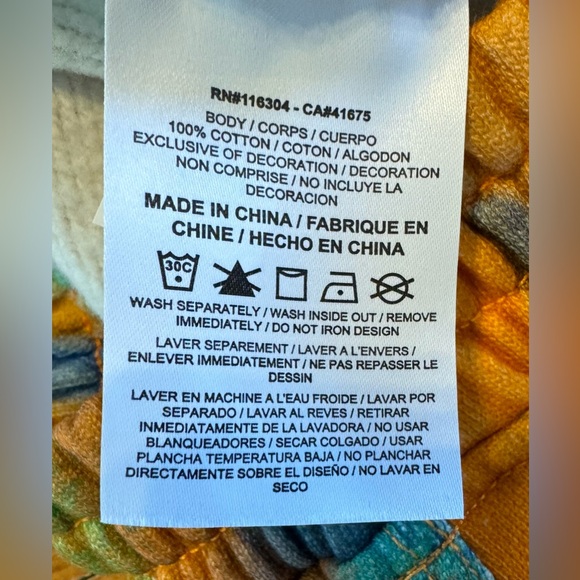 RN#116304 - CA#41675
BODY / CORPS / CUERPO
100% COTTON / COTON / ALGODON
EXCLUSIVE OF DECORATION / DECORATION
NON COMPRISE / NO INCLUYE LA
DECORACION
MADE IN CHINA / FABRIQUE EN
CHINE / HECHO EN CHINA
30C
WASH SEPARATELY / WASH INSIDE OUT / REMOVE
IMMEDIATELY / DO NOT IRON DESIGN
LAVER SEPAREMENT / LAVER A L'ENVERS /
ENLEVER IMMEDIATEMENT / NE PAS REPASSER LE
DESSIN
LAVER EN MACHINE A L'EAU FROIDE / LAVAR POR
SEPARADO / LAVAR AL REVES / RETIRAR
INMEDIATAMENTE DE LA LAVADORA / NO USAR
BLANQUEADORES / SECAR COLGADO / USAR
PLANCHA TEMPERATURA BAJA / NO PLANCHAR
DIRECTAMENTE SOBRE EL DISEÑO / NO LAVAR EN
SECO